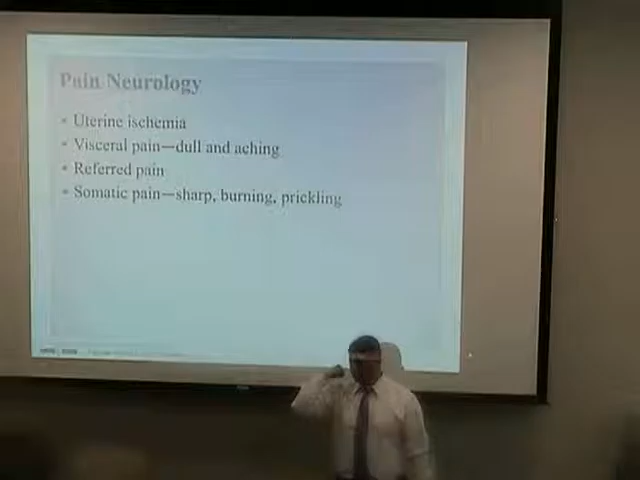 Pain Neurology
• Uterine ischemia
• Visceral pain—dull and aching
• Referred pain
• Somatic pain—sharp, burning, prickling